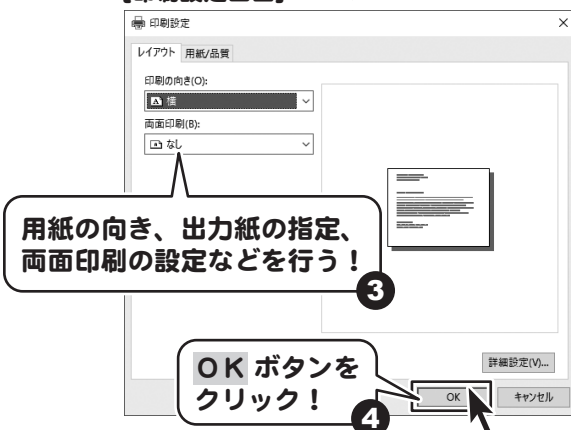 印刷設定
レイアウト 用紙/品質
印刷の向き(O):
横
両面印刷(B):
なし
用紙の向き、出力紙の指定、
両面印刷の設定などを行う！
3
詳細設定(V)...
OK ボタンを
クリック！
4
OK キャンセル